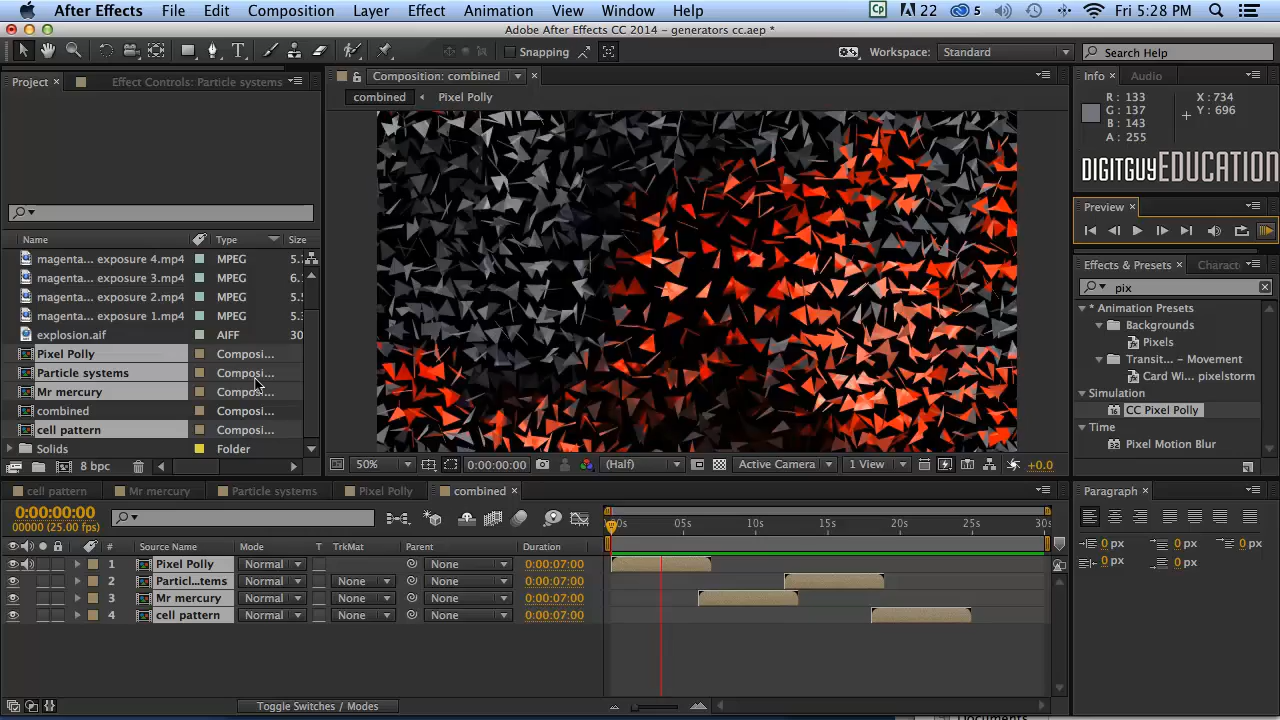 After Effects File Edit Composition Layer Effect Animation View Window Help Cp 22 5 Fri 5:28 PM
Adobe After Effects CC 2014 – generators cc.aep *
Snapping Workspace: Standard Search Help
Project Effect Controls: Particle systems Composition: combined Info Audio
combined Pixel Polly
R : 133 X : 734
G : 137 Y : 696
B : 143
A : 255
DIGITGUYEDUCATION
Preview
Name Type Size
magenta... exposure 4.mp4 MPEG 5.
magenta... exposure 3.mp4 MPEG 6.
magenta... exposure 2.mp4 MPEG 5.
magenta... exposure 1.mp4 MPEG 5.
explosion.aif AIFF 30
Pixel Polly Composi...
Particle systems Composi...
Mr mercury Composi...
combined Composi...
cell pattern Composi...
Solids Folder
8 bpc
Effects & Presets Charact
pix
* Animation Presets
Backgrounds
Pixels
Transit... – Movement
Card Wi... pixelstorm
Simulation
CC Pixel Polly
Time
Pixel Motion Blur
50% 0:00:00:00 (Half) Active Camera 1 View +0.0
cell pattern Mr mercury Particle systems Pixel Polly combined
Paragraph
0:00:00:00
00000 (25.00 fps)
00s 05s 10s 15s 20s 25s 30s
# Source Name Mode T TrkMat Parent Duration
1 Pixel Polly Normal None 0:00:07:00
2 Particl...tems Normal None None 0:00:07:00
3 Mr mercury Normal None None 0:00:07:00
4 cell pattern Normal None None 0:00:07:00
0 px 0 px 0 px
0 px 0 px
Toggle Switches / Modes